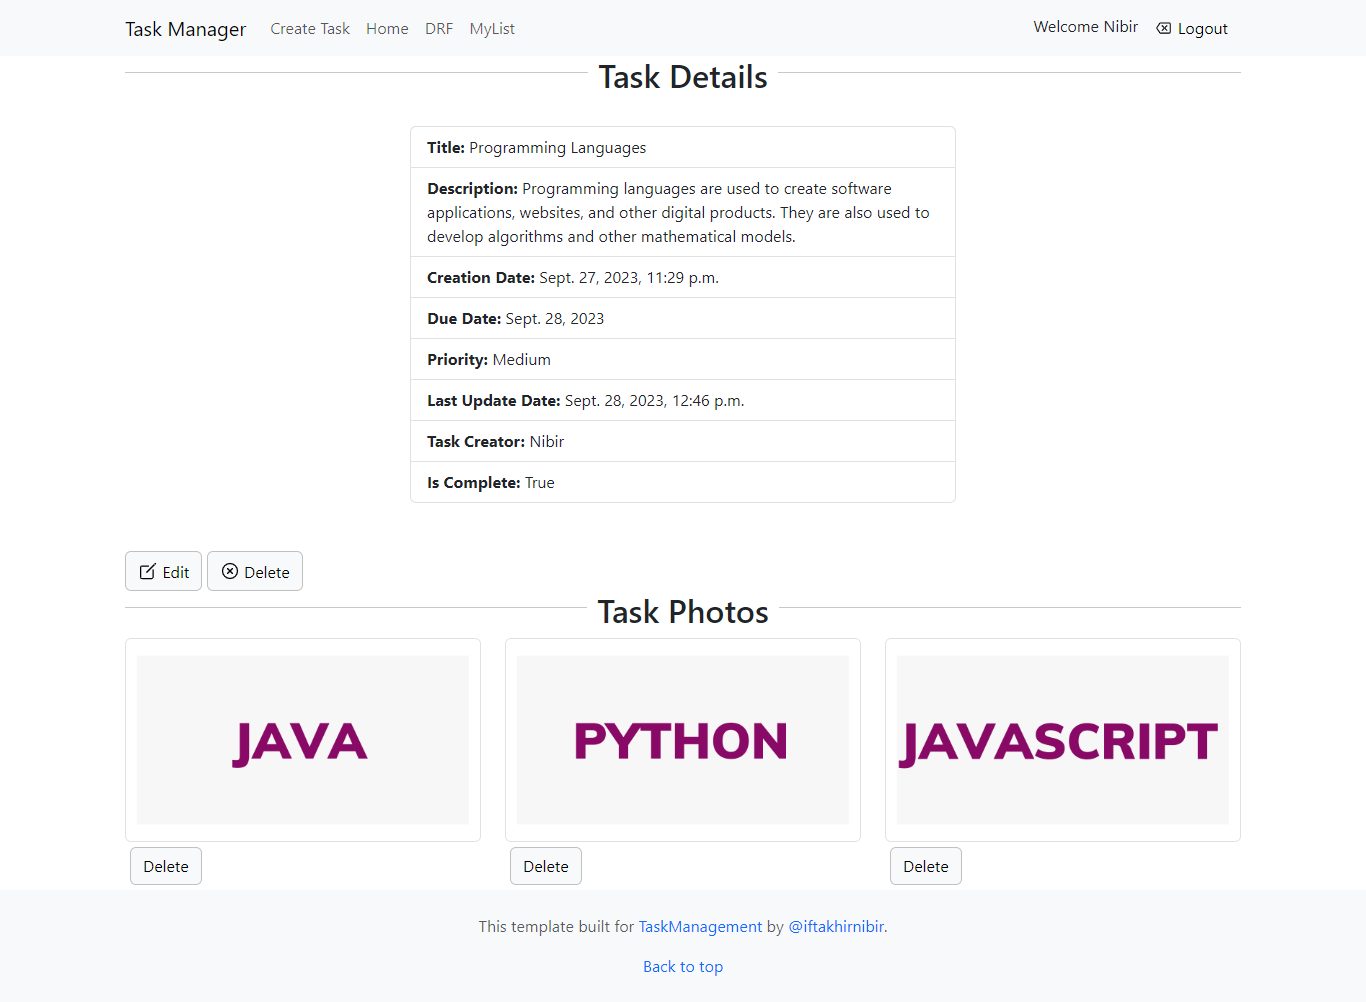 Task Manager Create Task Home DRF MyList Welcome Nibir Logout
Task Details
Title: Programming Languages
Description: Programming languages are used to create software
applications, websites, and other digital products. They are also used to
develop algorithms and other mathematical models.
Creation Date: Sept. 27, 2023, 11:29 p.m.
Due Date: Sept. 28, 2023
Priority: Medium
Last Update Date: Sept. 28, 2023, 12:46 p.m.
Task Creator: Nibir
Is Complete: True
Edit Delete
Task Photos
JAVA PYTHON JAVASCRIPT
Delete Delete Delete
This template built for TaskManagement by @iftakhirnibir.
Back to top